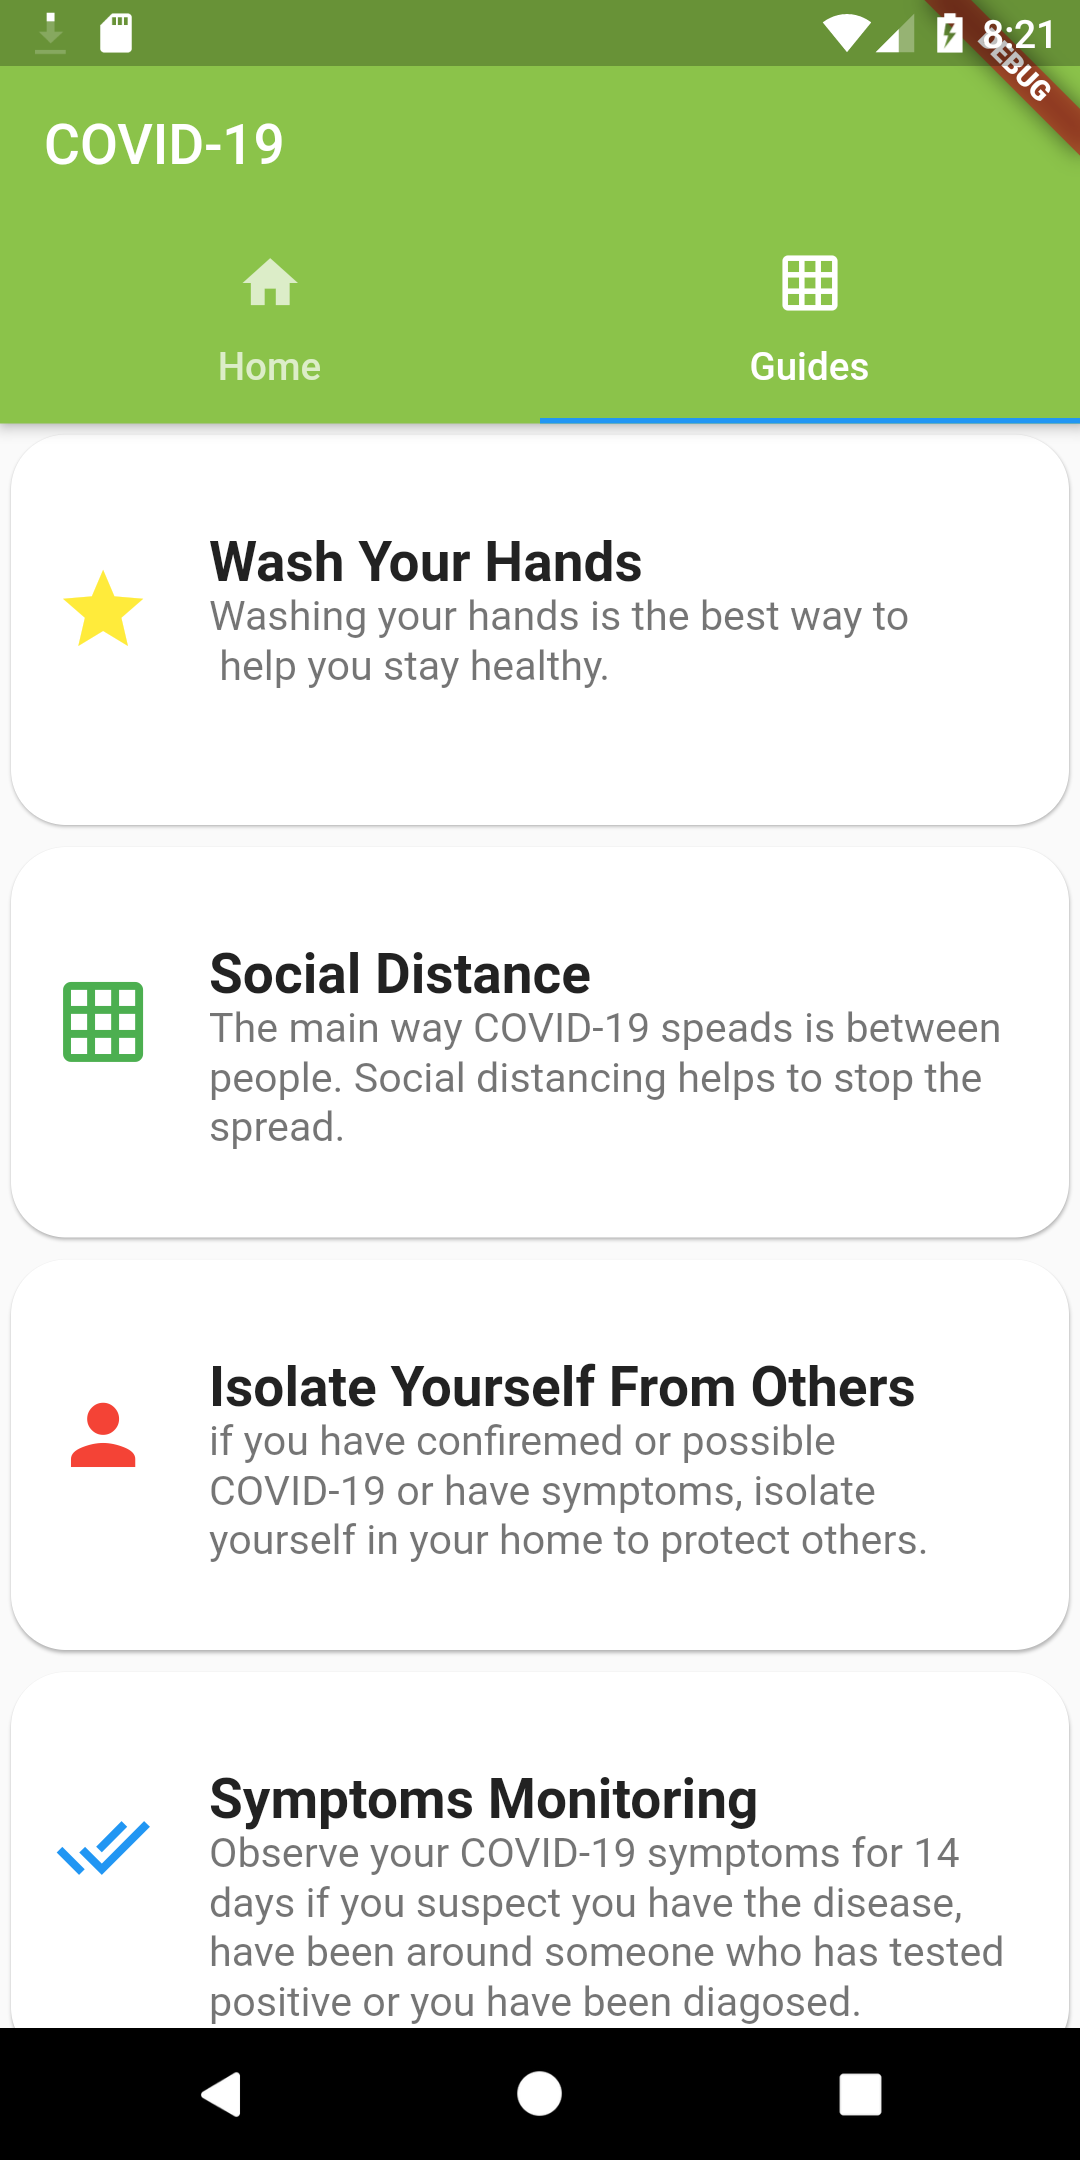 8:21
DEBUG
COVID-19
Home
Guides
Wash Your Hands
Washing your hands is the best way to
help you stay healthy.
Social Distance
The main way COVID-19 speads is between
people. Social distancing helps to stop the
spread.
Isolate Yourself From Others
if you have confiremed or possible
COVID-19 or have symptoms, isolate
yourself in your home to protect others.
Symptoms Monitoring
Observe your COVID-19 symptoms for 14
days if you suspect you have the disease,
have been around someone who has tested
positive or you have been diagosed.